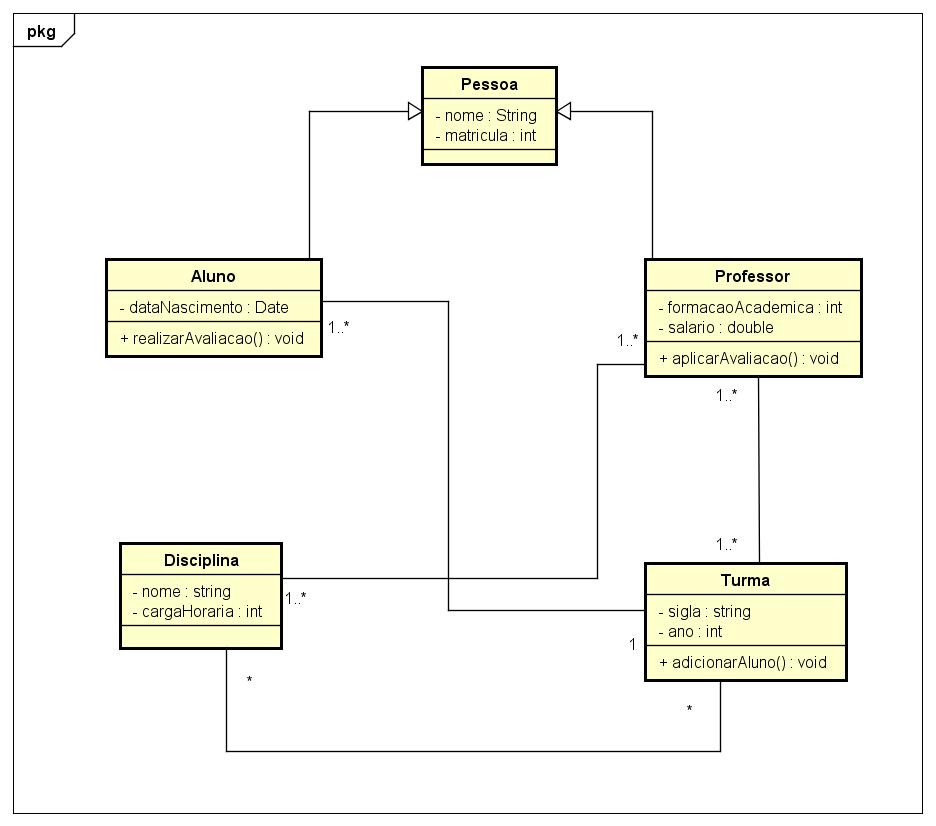 pkg
Pessoa
- nome : String
- matricula : int
Aluno
- dataNascimento : Date
+ realizarAvaliacao() : void
1..*
Professor
- formacaoAcademica : int
- salario : double
+ aplicarAvaliacao() : void
1..*
1..*
1..*
Disciplina
- nome : string
- cargaHoraria : int
1..*
*
Turma
- sigla : string
- ano : int
+ adicionarAluno() : void
1
*